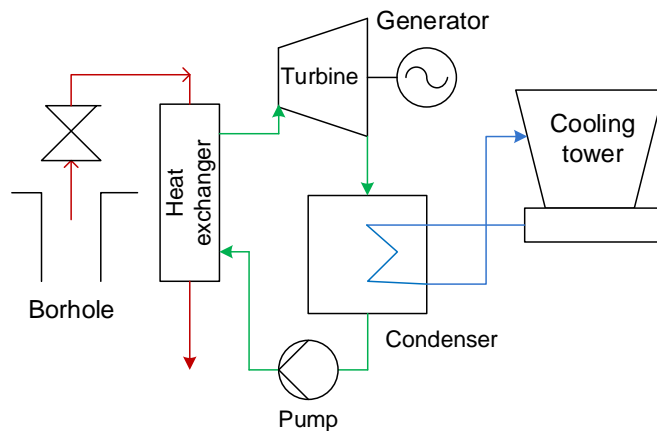 Generator
Turbine
Cooling
tower
Heat
exchanger
Borhole
Condenser
Pump